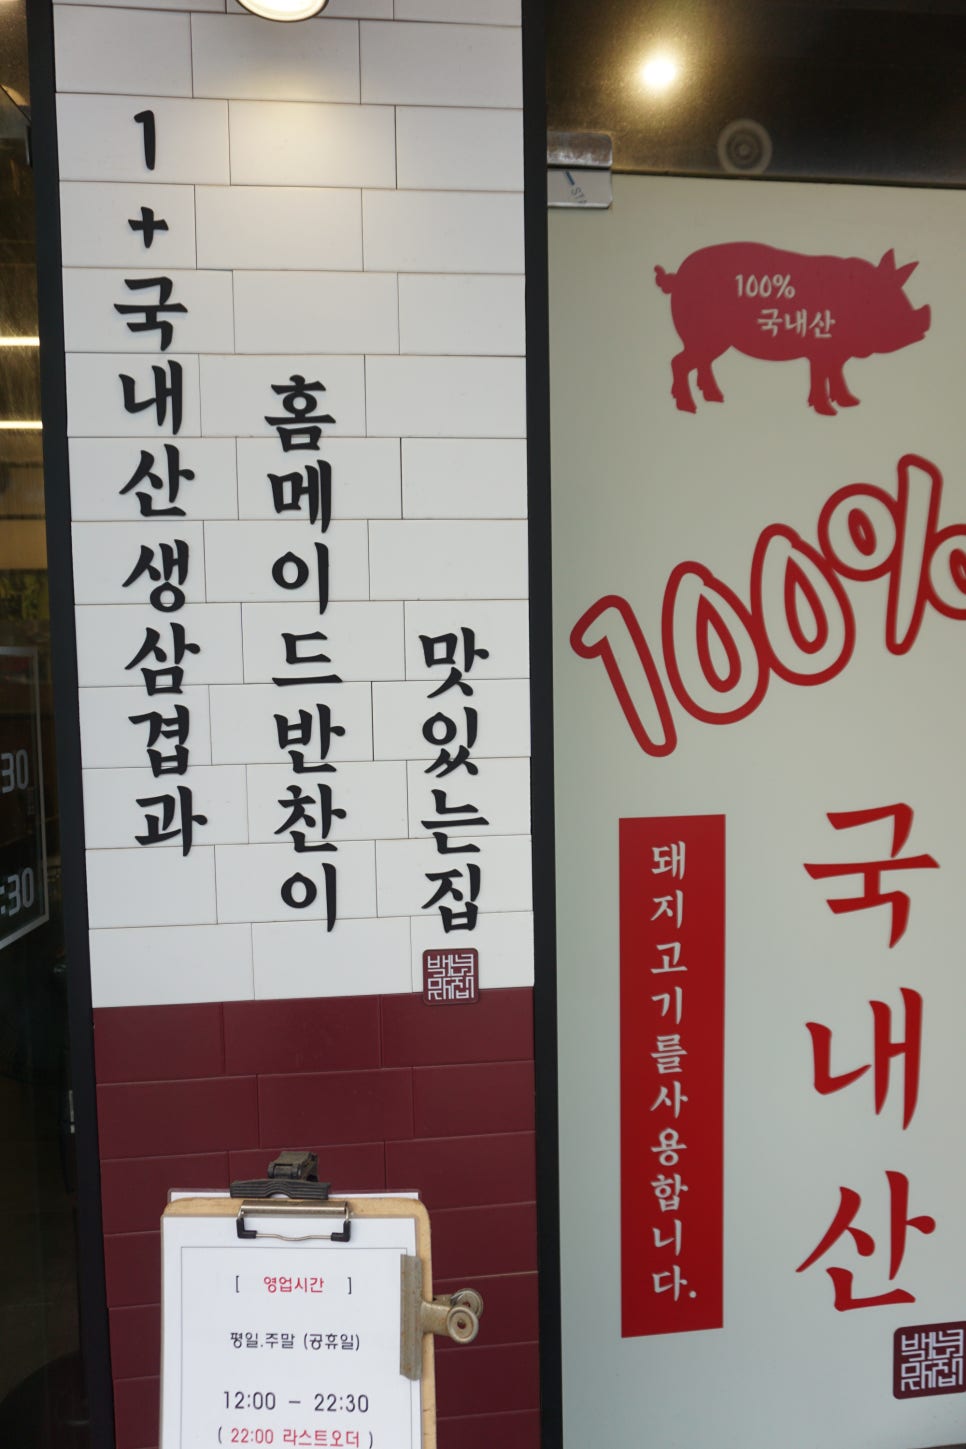 1+국내산생삼겹과
홈메이드반찬이
맛있는집
100%
국내산
100%
국내산
돼지고기를사용합니다.
[ 영업시간 ]
평일.주말 (공휴일)
12:00 - 22:30
( 22:00 라스트오더 )
30
:30